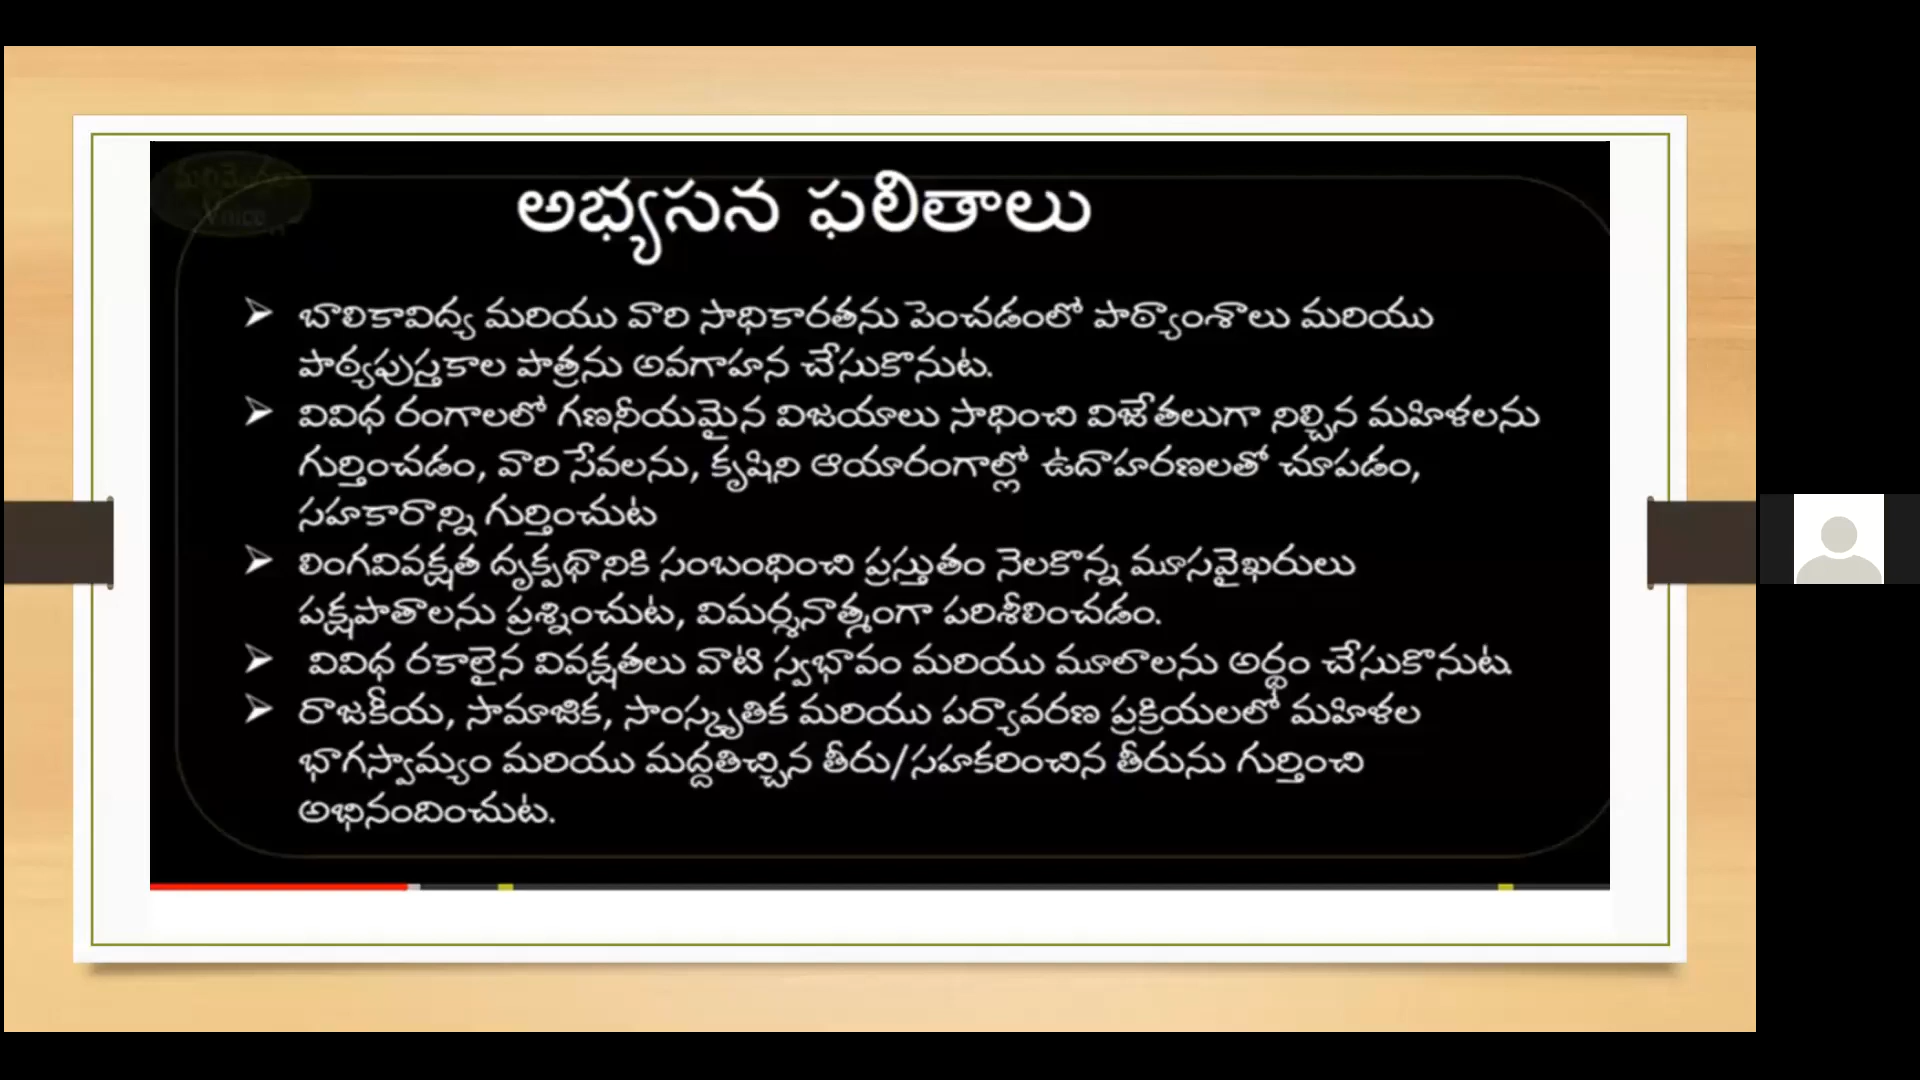 అభ్యసన ఫలితాలు
➢ బాలికావిద్య మరియు వారి సాధికారతను పెంచడంలో పాఠ్యాంశాలు మరియు
పాఠ్యపుస్తకాల పాత్రను అవగాహన చేసుకొనుట.
➢ వివిధ రంగాలలో గణనీయమైన విజయాలు సాధించి విజేతలుగా నిల్చిన మహిళలను
గుర్తించడం, వారి సేవలను, కృషిని ఆయారంగాల్లో ఉదాహరణలతో చూపడం,
సహకారాన్ని గుర్తించుట
➢ లింగవివక్షత దృక్పథానికి సంబంధించి ప్రస్తుతం నెలకొన్న మూసవైఖరులు
పక్షపాతాలను ప్రశ్నించుట, విమర్శనాత్మంగా పరిశీలించడం.
➢ వివిధ రకాలైన వివక్షతలు వాటి స్వభావం మరియు మూలాలను అర్థం చేసుకొనుట
➢ రాజకీయ, సామాజిక, సాంస్కృతిక మరియు పర్యావరణ ప్రక్రియలలో మహిళల
భాగస్వామ్యం మరియు మద్దతిచ్చిన తీరు/సహకరించిన తీరును గుర్తించి
అభినందించుట.